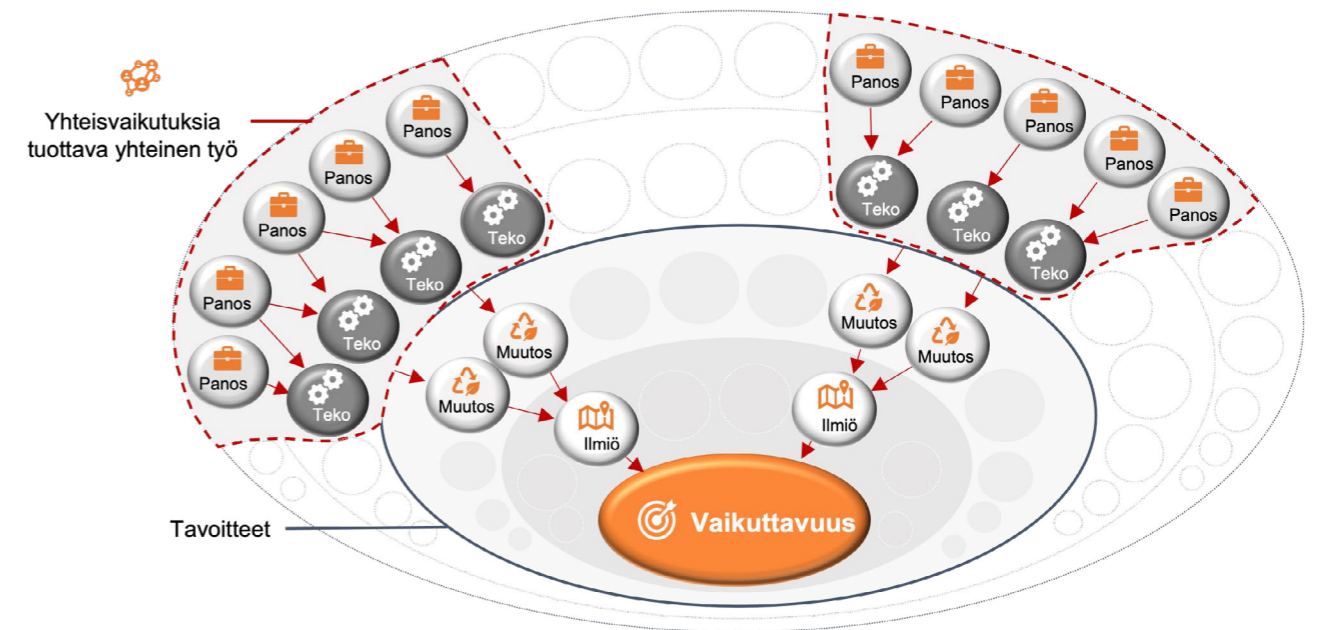 Yhteisvaikutuksia
tuottava yhteinen työ
Panos
Panos
Panos
Panos
Panos
Teko
Teko
Teko
Teko
Panos
Panos
Panos
Panos
Panos
Teko
Teko
Teko
Muutos
Muutos
Muutos
Muutos
Ilmiö
Ilmiö
Vaikuttavuus
Tavoitteet